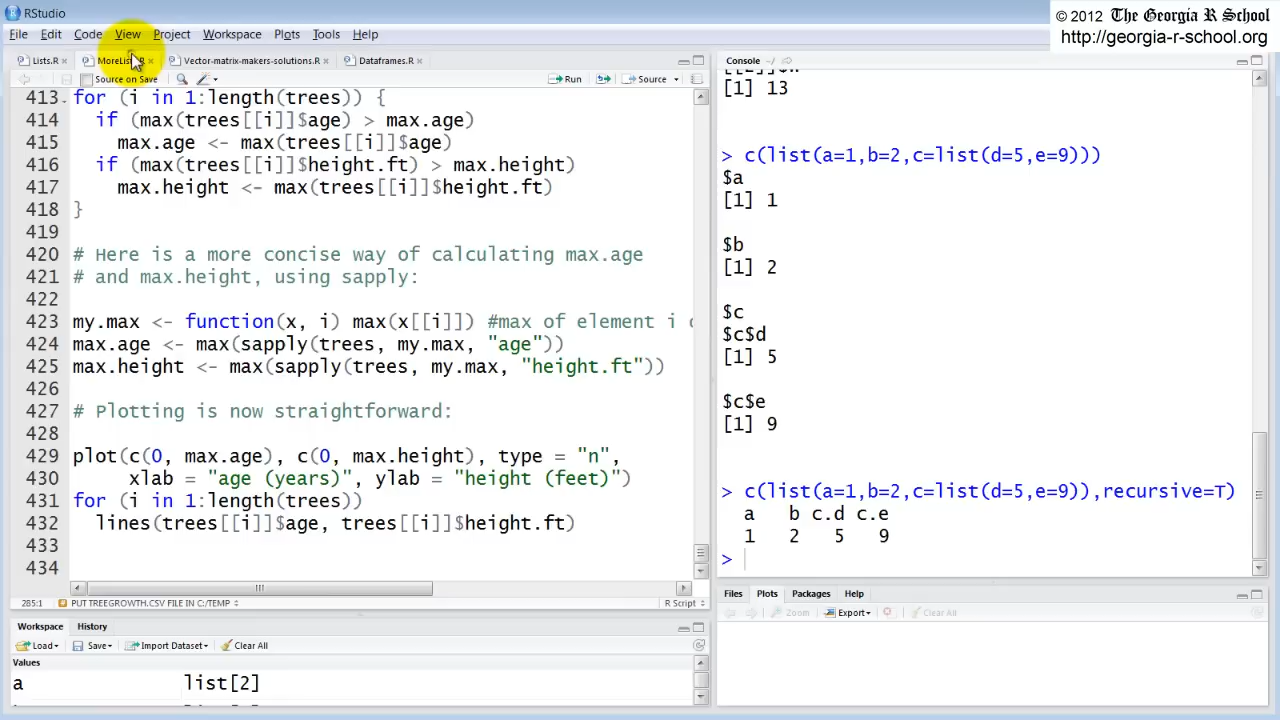 RStudio
© 2012 The Georgia R School
http://georgia-r-school.org
File Edit Code View Project Workspace Plots Tools Help
Lists.R MoreLists.R Vector-matrix-makers-solutions.R Dataframes.R
Source on Save Run Source
413 for (i in 1:length(trees)) {
414 if (max(trees[[i]]$age) > max.age)
415 max.age <- max(trees[[i]]$age)
416 if (max(trees[[i]]$height.ft) > max.height)
417 max.height <- max(trees[[i]]$height.ft)
418 }
419
420 # Here is a more concise way of calculating max.age
421 # and max.height, using sapply:
422
423 my.max <- function(x, i) max(x[[i]]) #max of element i
424 max.age <- max(sapply(trees, my.max, "age"))
425 max.height <- max(sapply(trees, my.max, "height.ft"))
426
427 # Plotting is now straightforward:
428
429 plot(c(0, max.age), c(0, max.height), type = "n",
430 xlab = "age (years)", ylab = "height (feet)")
431 for (i in 1:length(trees))
432 lines(trees[[i]]$age, trees[[i]]$height.ft)
433
434
285:1 PUT TREEGROWTH.CSV FILE IN C:/TEMP R Script
Workspace History
Load Save Import Dataset Clear All
Values
a list[2]
Console ~/
[1] 13
> c(list(a=1,b=2,c=list(d=5,e=9)))
$a
[1] 1
$b
[1] 2
$c
$c$d
[1] 5
$c$e
[1] 9
> c(list(a=1,b=2,c=list(d=5,e=9)),recursive=T)
a b c.d c.e
1 2 5 9
>
Files Plots Packages Help
Zoom Export Clear All